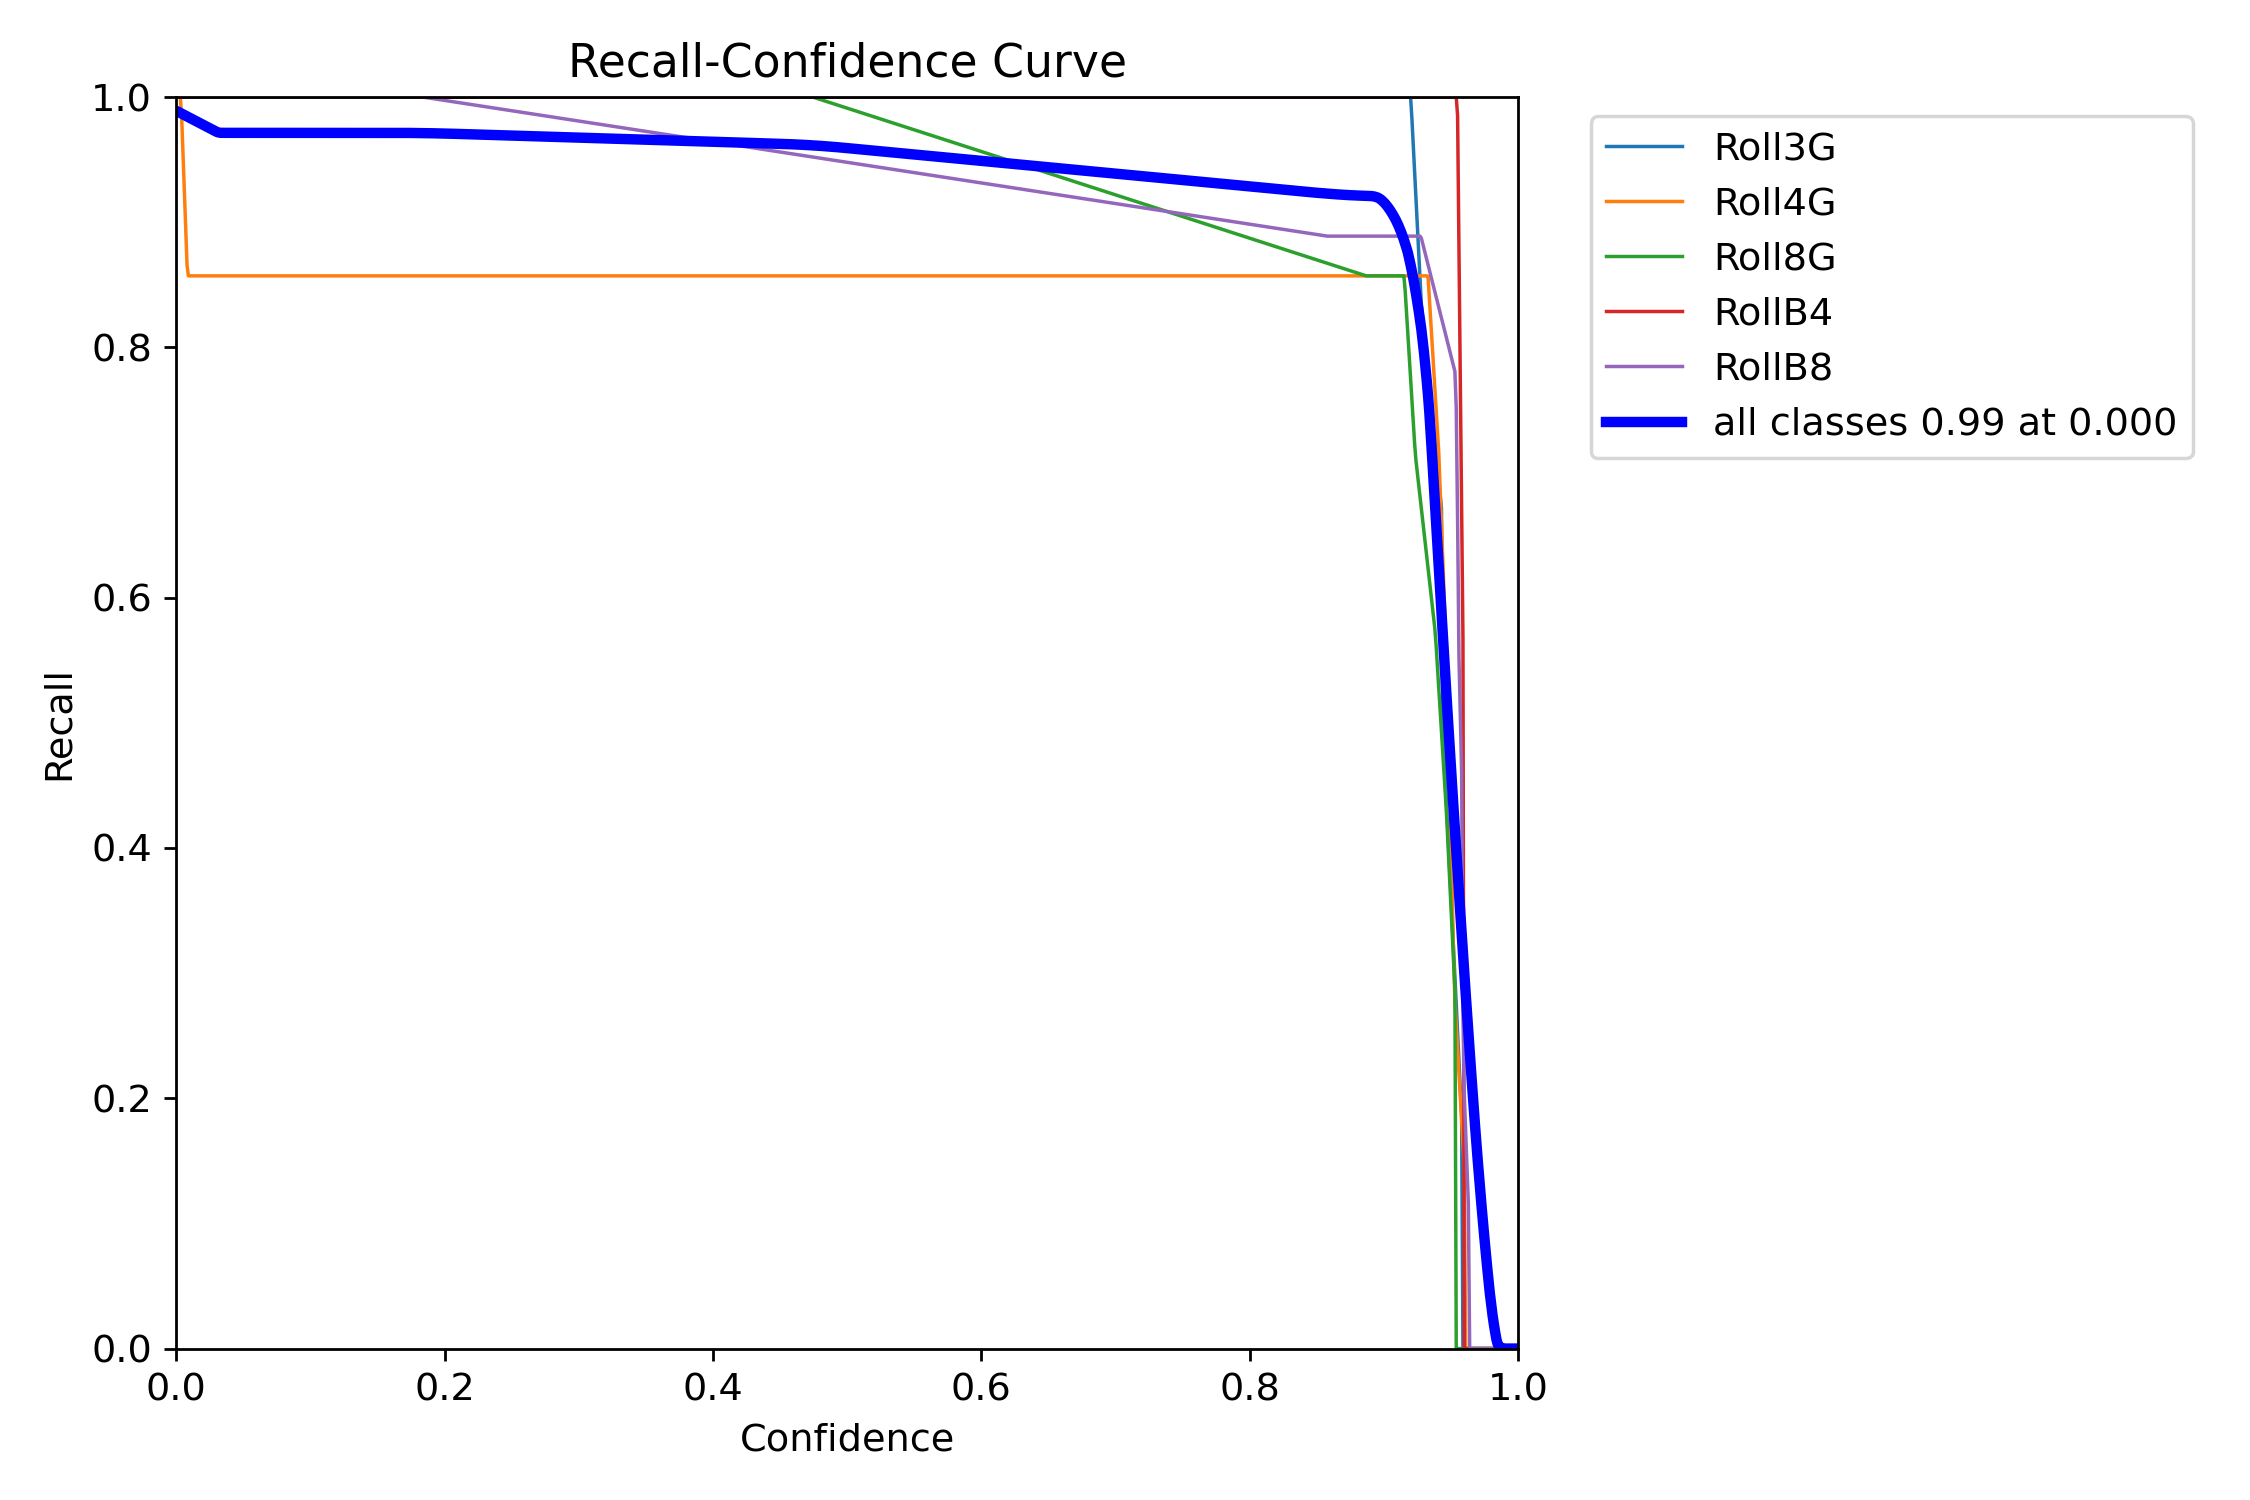 Recall-Confidence Curve
1.0
0.8
0.6
0.4
0.2
0.0
Recall
0.0 0.2 0.4 0.6 0.8 1.0
Confidence
Roll3G
Roll4G
Roll8G
RollB4
RollB8
all classes 0.99 at 0.000